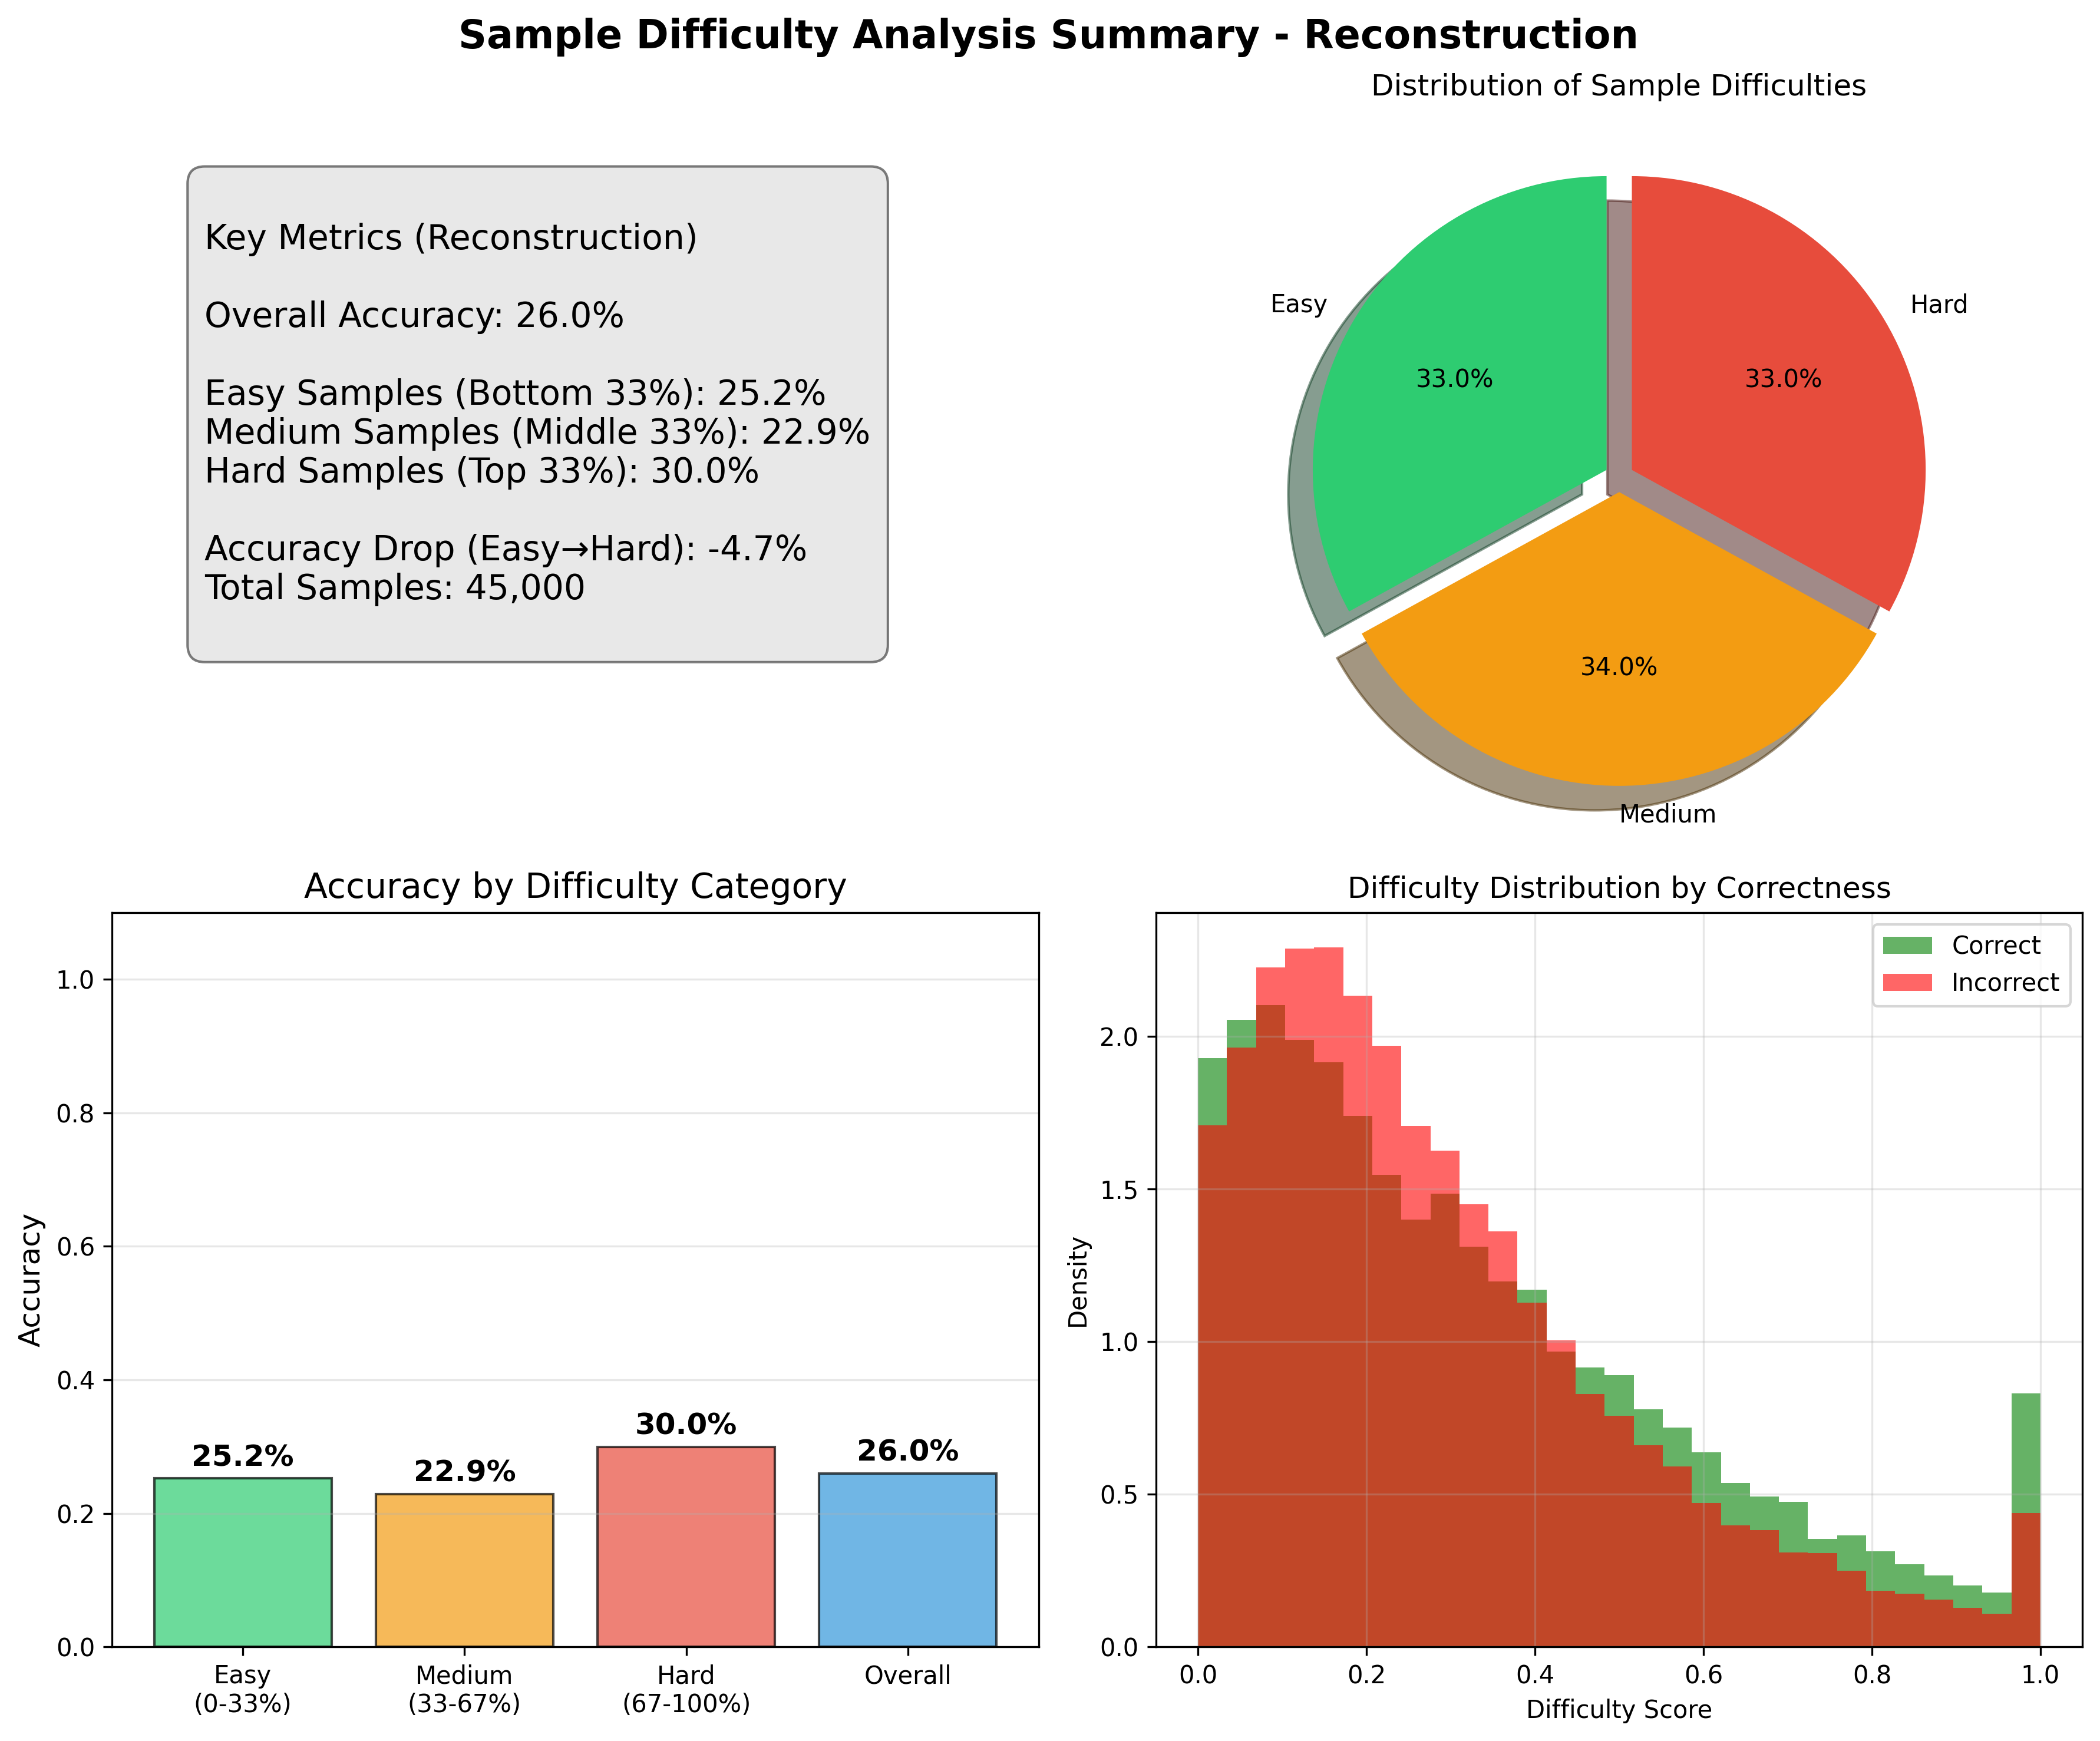 Sample Difficulty Analysis Summary - Reconstruction
Key Metrics (Reconstruction)
Overall Accuracy: 26.0%
Easy Samples (Bottom 33%): 25.2%
Medium Samples (Middle 33%): 22.9%
Hard Samples (Top 33%): 30.0%
Accuracy Drop (Easy→Hard): -4.7%
Total Samples: 45,000
Distribution of Sample Difficulties
Easy
Hard
33.0%
33.0%
34.0%
Medium
Accuracy by Difficulty Category
Accuracy
1.0
0.8
0.6
0.4
0.2
0.0
25.2%
22.9%
30.0%
26.0%
Easy
(0-33%)
Medium
(33-67%)
Hard
(67-100%)
Overall
Difficulty Distribution by Correctness
Correct
Incorrect
Density
2.0
1.5
1.0
0.5
0.0
0.0 0.2 0.4 0.6 0.8 1.0
Difficulty Score